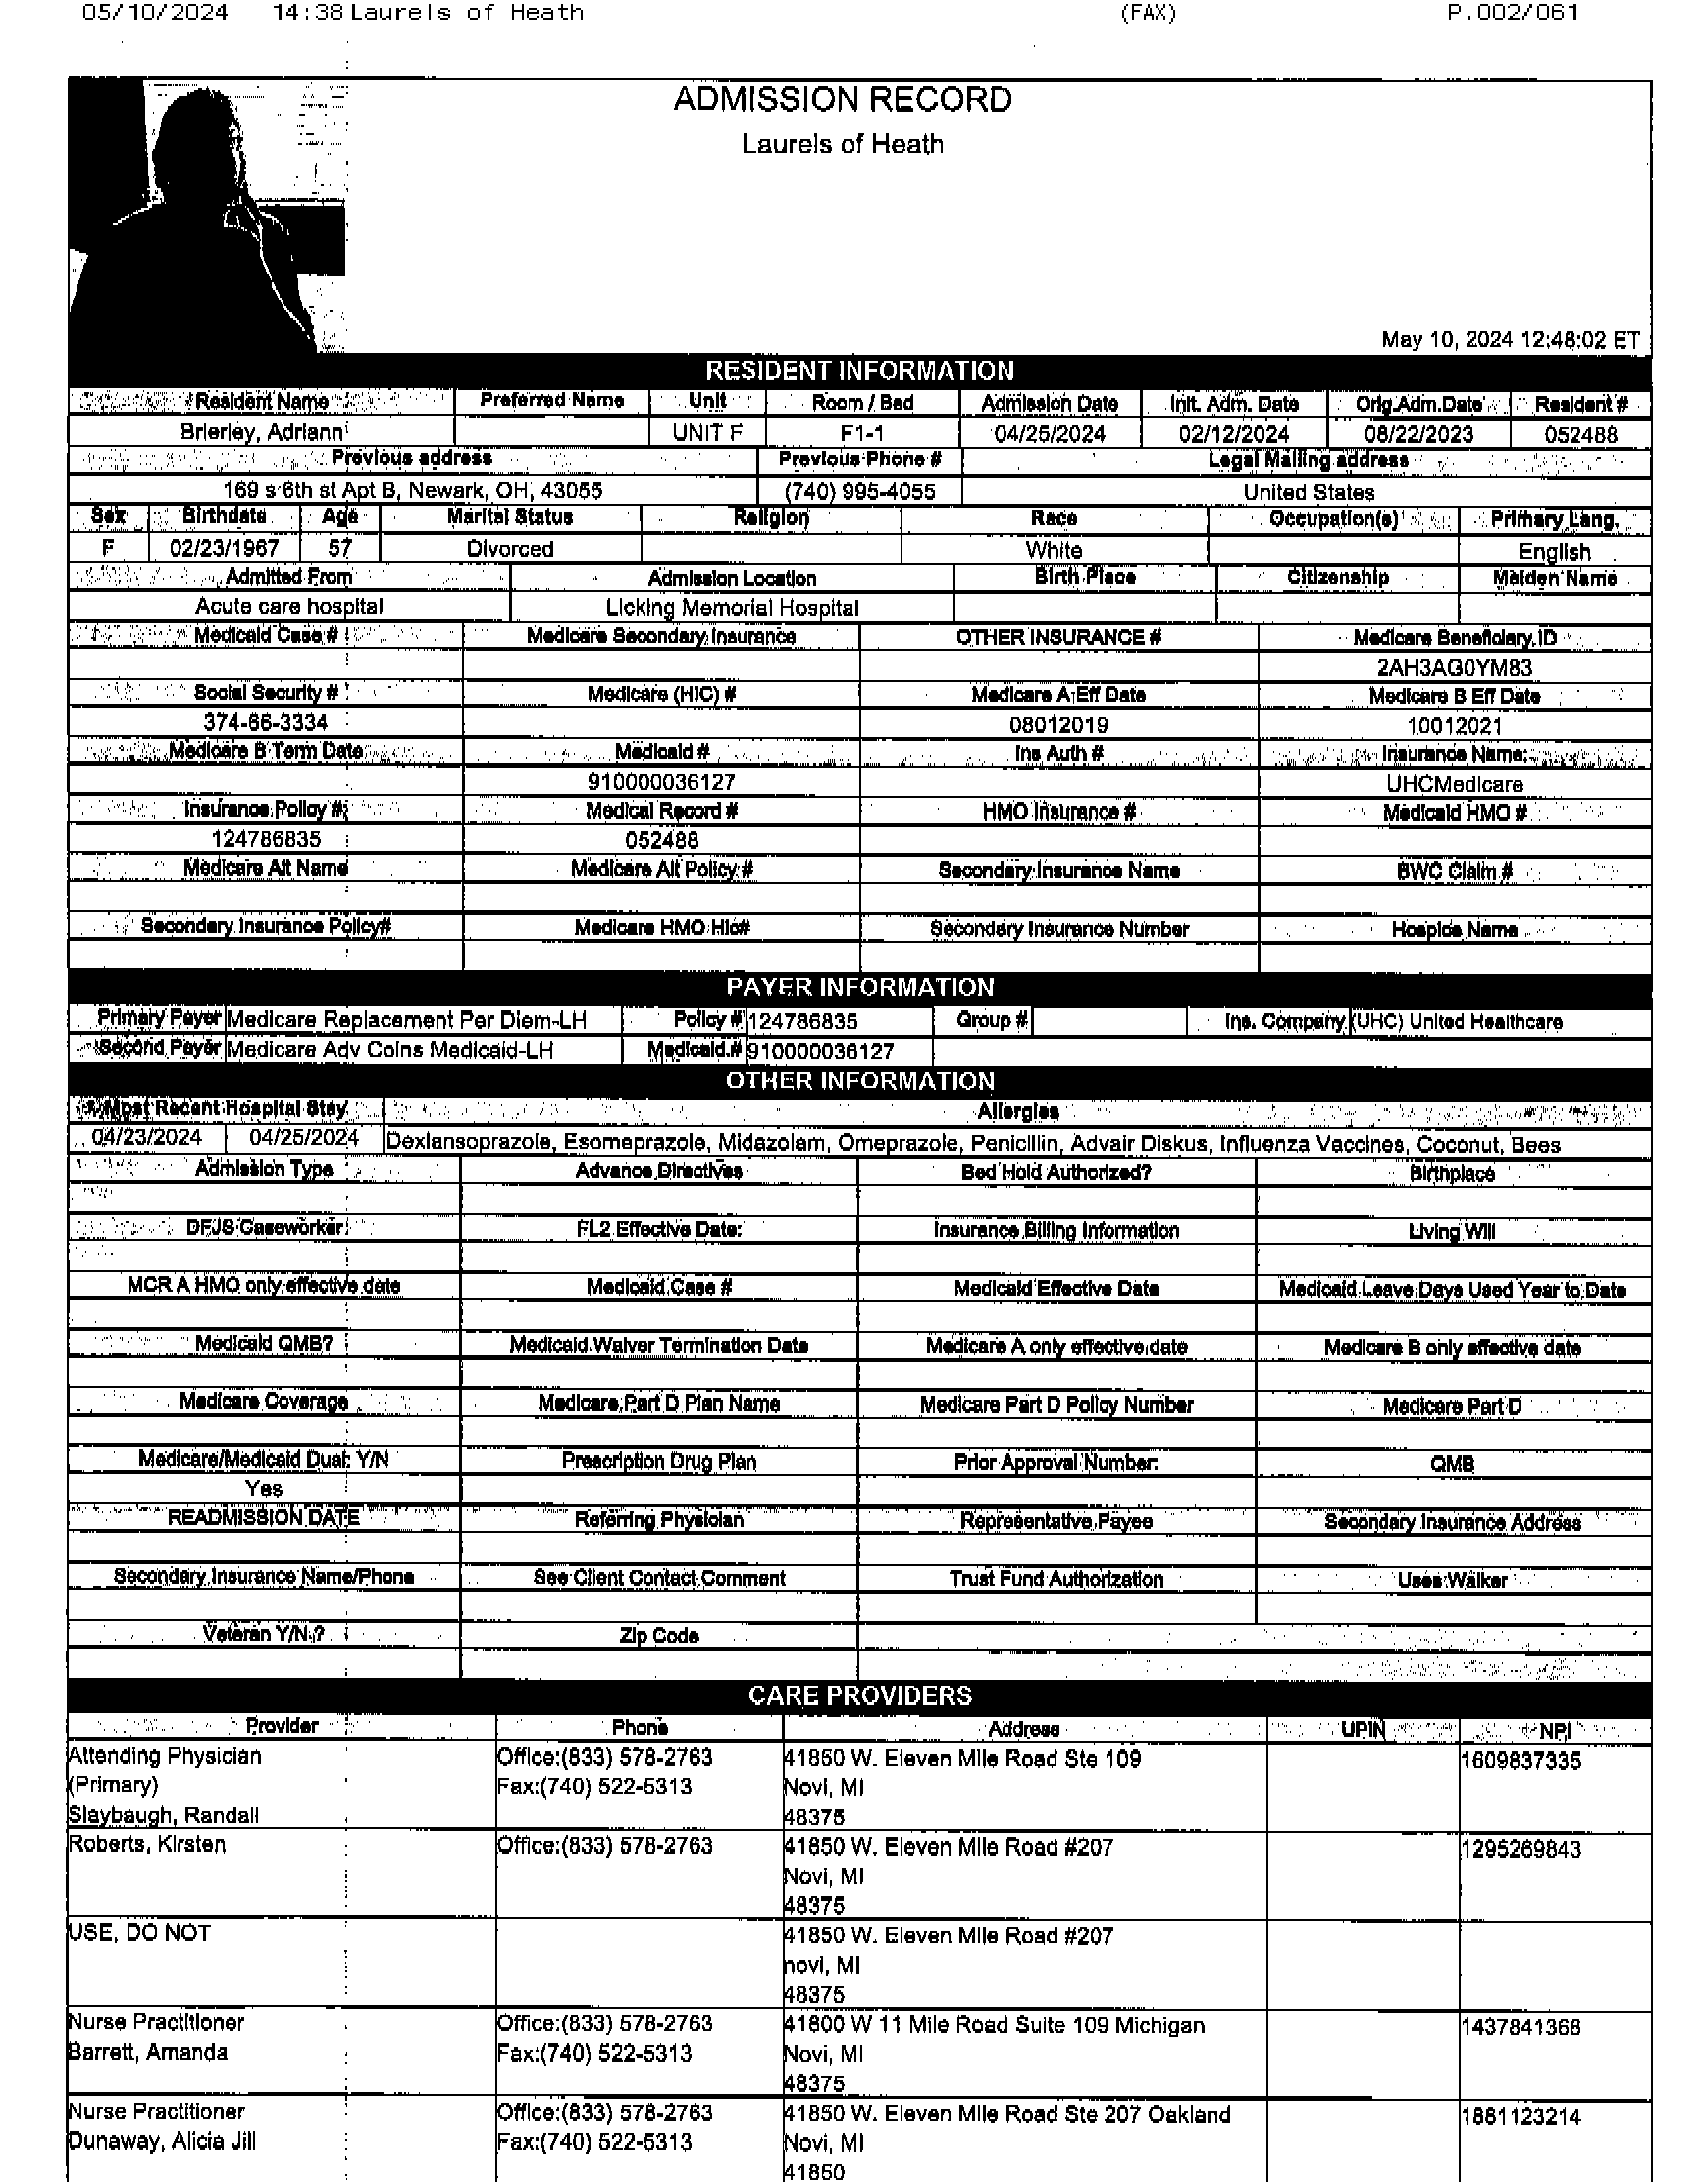 05/10/2024 14:38 Laurels of Heath (FAX) P.002/061
ADMISSION RECORD
Laurels of Heath
May 10, 2024 12:48:02 ET
RESIDENT INFORMATION
Resident Name Preferred Name Unit Room / Bed Admission Date Init. Adm. Date Orig.Adm.Date Resident #
Brierley, Adriann UNIT F F1-1 04/25/2024 02/12/2024 08/22/2023 052488
Previous address Previous Phone # Legal Mailing address
169 s 6th st Apt B, Newark, OH, 43055 (740) 995-4055 United States
Sex Birthdate Age Marital Status Religion Race Occupation(s) Primary Lang.
F 02/23/1967 57 Divorced White English
Admitted From Admission Location Birth Place Citizenship Maiden Name
Acute care hospital Licking Memorial Hospital
Medicaid Case # Medicare Secondary Insurance OTHER INSURANCE # Medicare Beneficiary ID
2AH3AG0YM83
Social Security # Medicare (HIC) # Medicare A Eff Date Medicare B Eff Date
374-66-3334 08012019 10012021
Medicare B Term Date Medicaid # Ins Auth # Insurance Name:
910000036127 UHCMedicare
Insurance Policy #: Medical Record # HMO Insurance # Medicaid HMO #
124786835 052488
Medicare Alt Name Medicare Alt Policy # Secondary Insurance Name BWC Claim #
Secondary Insurance Policy# Medicare HMO Hic# Secondary Insurance Number Hospice Name
PAYER INFORMATION
Primary Payer Medicare Replacement Per Diem-LH Policy # 124786835 Group # Ins. Company (UHC) United Healthcare
Second Payer Medicare Adv Coins Medicaid-LH Medicaid # 910000036127
OTHER INFORMATION
Most Recent Hospital Stay Allergies
04/23/2024 04/25/2024 Dexlansoprazole, Esomeprazole, Midazolam, Omeprazole, Penicillin, Advair Diskus, Influenza Vaccines, Coconut, Bees
Admission Type Advance Directives Bed Hold Authorized? Birthplace
DFJS Caseworker FL2 Effective Date: Insurance Billing Information Living Will
MCR A HMO only effective date Medicaid Case # Medicaid Effective Date Medicaid Leave Days Used Year to Date
Medicaid QMB? Medicaid Waiver Termination Date Medicare A only effective date Medicare B only effective date
Medicare Coverage Medicare Part D Plan Name Medicare Part D Policy Number Medicare Part D
Medicare/Medicaid Dual: Y/N Prescription Drug Plan Prior Approval Number: QMB
Yes
READMISSION DATE Referring Physician Representative Payee Secondary Insurance Address
Secondary Insurance Name/Phone See Client Contact Comment Trust Fund Authorization Uses Walker
Veteran Y/N ? Zip Code
CARE PROVIDERS
Provider Phone Address UPIN NPI
Attending Physician Office:(833) 578-2763 41850 W. Eleven Mile Road Ste 109 1609837335
(Primary) Fax:(740) 522-5313 Novi, MI
Slaybaugh, Randall 48375
Roberts, Kirsten Office:(833) 578-2763 41850 W. Eleven Mile Road #207 1295269843
Novi, MI
48375
USE, DO NOT 41850 W. Eleven Mile Road #207
novi, MI
48375
Nurse Practitioner Office:(833) 578-2763 41800 W 11 Mile Road Suite 109 Michigan 1437841368
Barrett, Amanda Fax:(740) 522-5313 Novi, MI
48375
Nurse Practitioner Office:(833) 578-2763 41850 W. Eleven Mile Road Ste 207 Oakland 1881123214
Dunaway, Alicia Jill Fax:(740) 522-5313 Novi, MI
41850